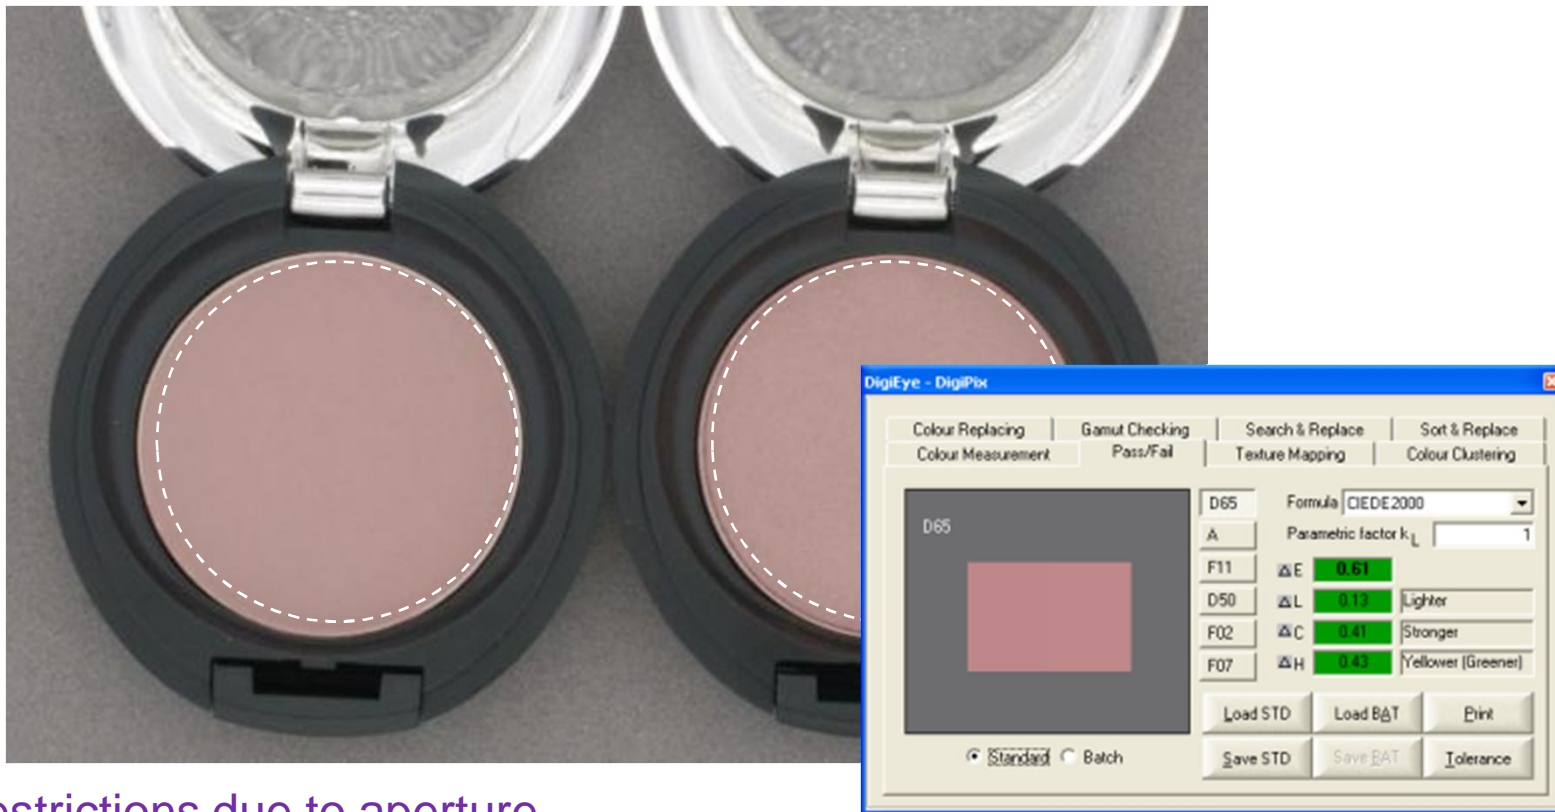 DigiEye - DigiPix
Colour Replacing Gamut Checking Search & Replace Sort & Replace
Colour Measurement Pass/Fail Texture Mapping Colour Clustering
D65
D65 Formula CIEDE2000
A Parametric factor k L 1
F11 ΔE 0.61
D50 ΔL 0.13 Lighter
F02 ΔC 0.41 Stronger
F07 ΔH 0.43 Yellower (Greener)
Load STD Load BAT Print
Standard Batch
Save STD Save BAT Tolerance
due to aperture